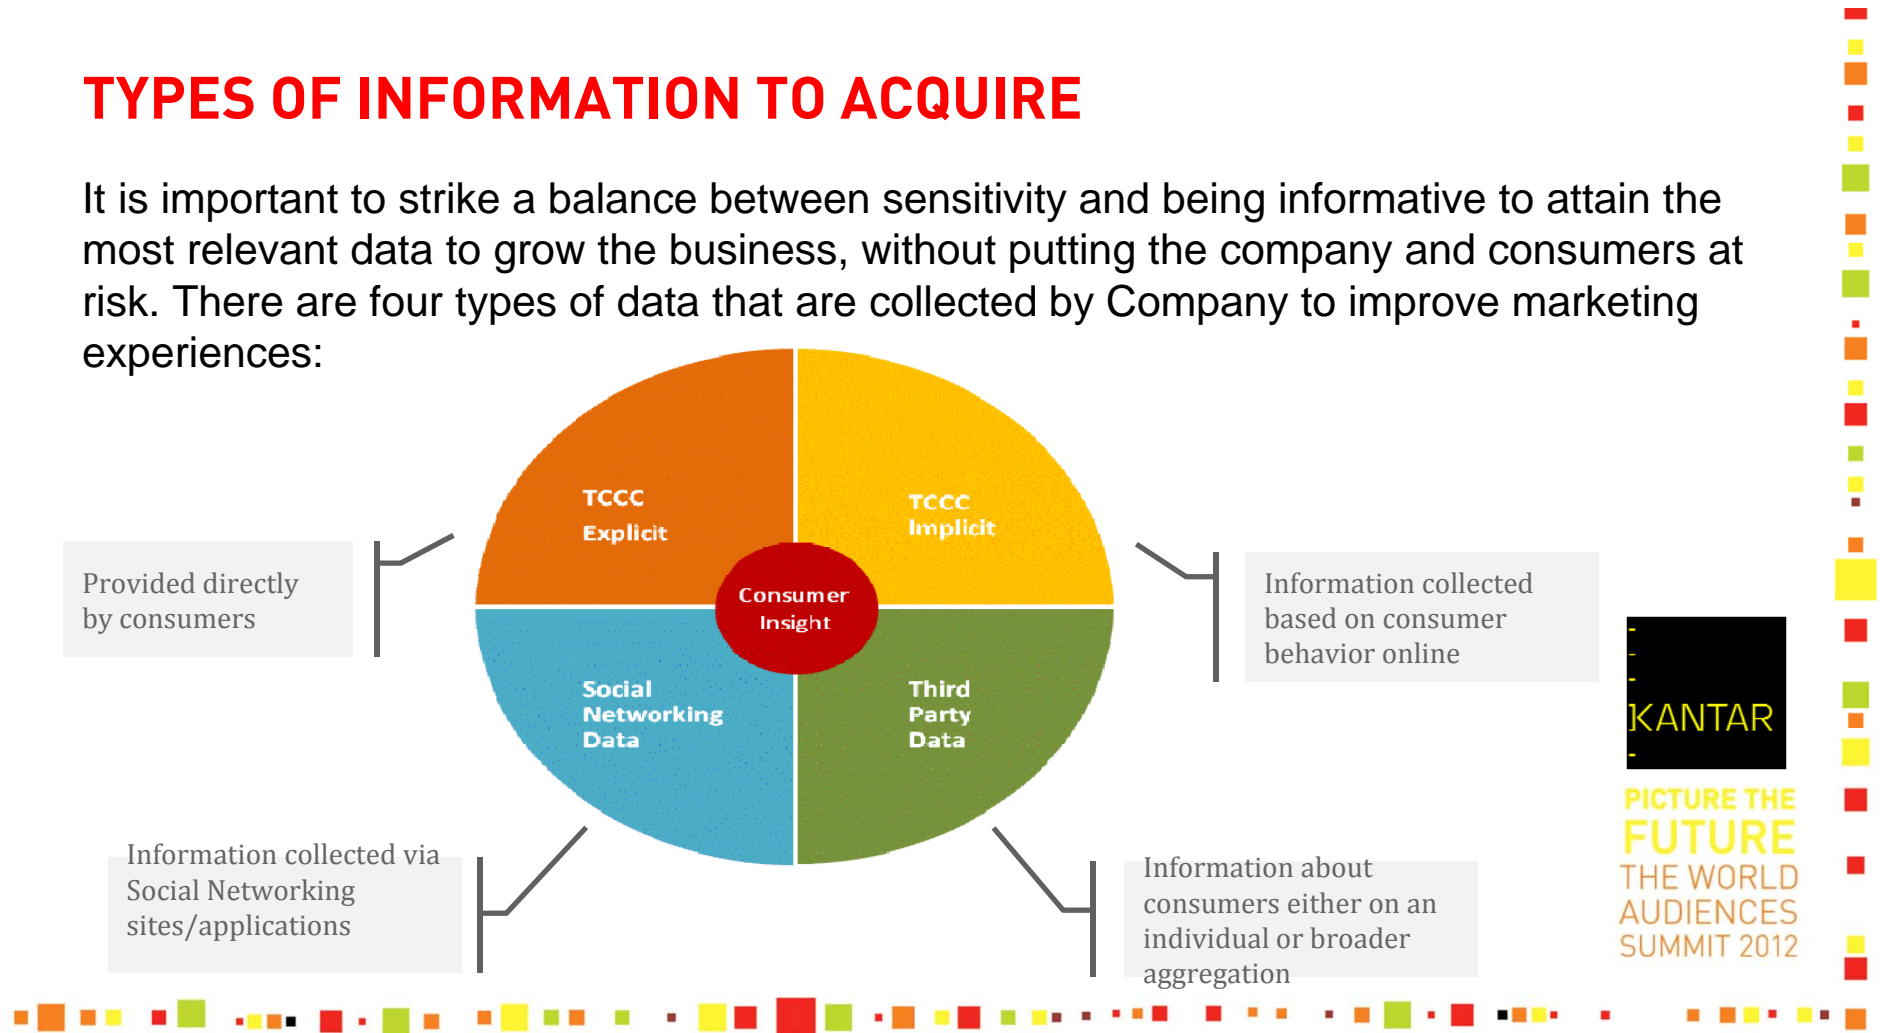 TYPES OF INFORMATION TO ACQUIRE
It is important to strike a balance between sensitivity and being informative to attain the
most relevant data to grow the business, without putting the company and consumers at
risk. There are four types of data that are collected by Company to improve marketing
experiences:
TCCC
Explicit
TCCC
Implicit
Consumer
Insight
Social
Networking
Data
Third
Party
Data
Provided directly
by consumers
Information collected
based on consumer
behavior online
Information collected via
Social Networking
sites/applications
Information about
consumers either on an
individual or broader
aggregation
KANTAR
PICTURE THE
FUTURE
THE WORLD
AUDIENCES
SUMMIT 2012